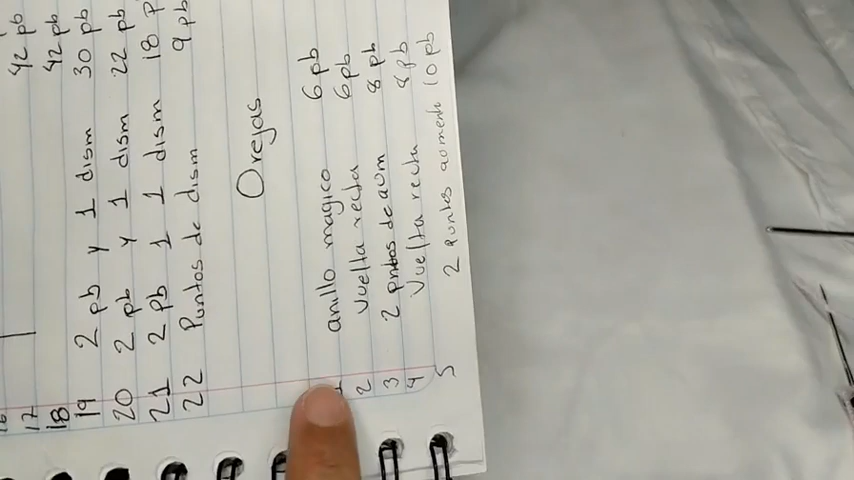 16
17 42 pb
18 42 pb
19 2 pb y 1 dism 30 pb
20 2 pb y 1 dism 22 pb
21 2 pb 1 1 dism 18 p
22 Puntos de dism 9 pb
Orejas
anillo magico 6 pb
2 vuelta recta 6 pb
3 2 pntos de aum 8 pb
4 Vuelta recta 8 pb
5 2 puntos aumento 10 pb